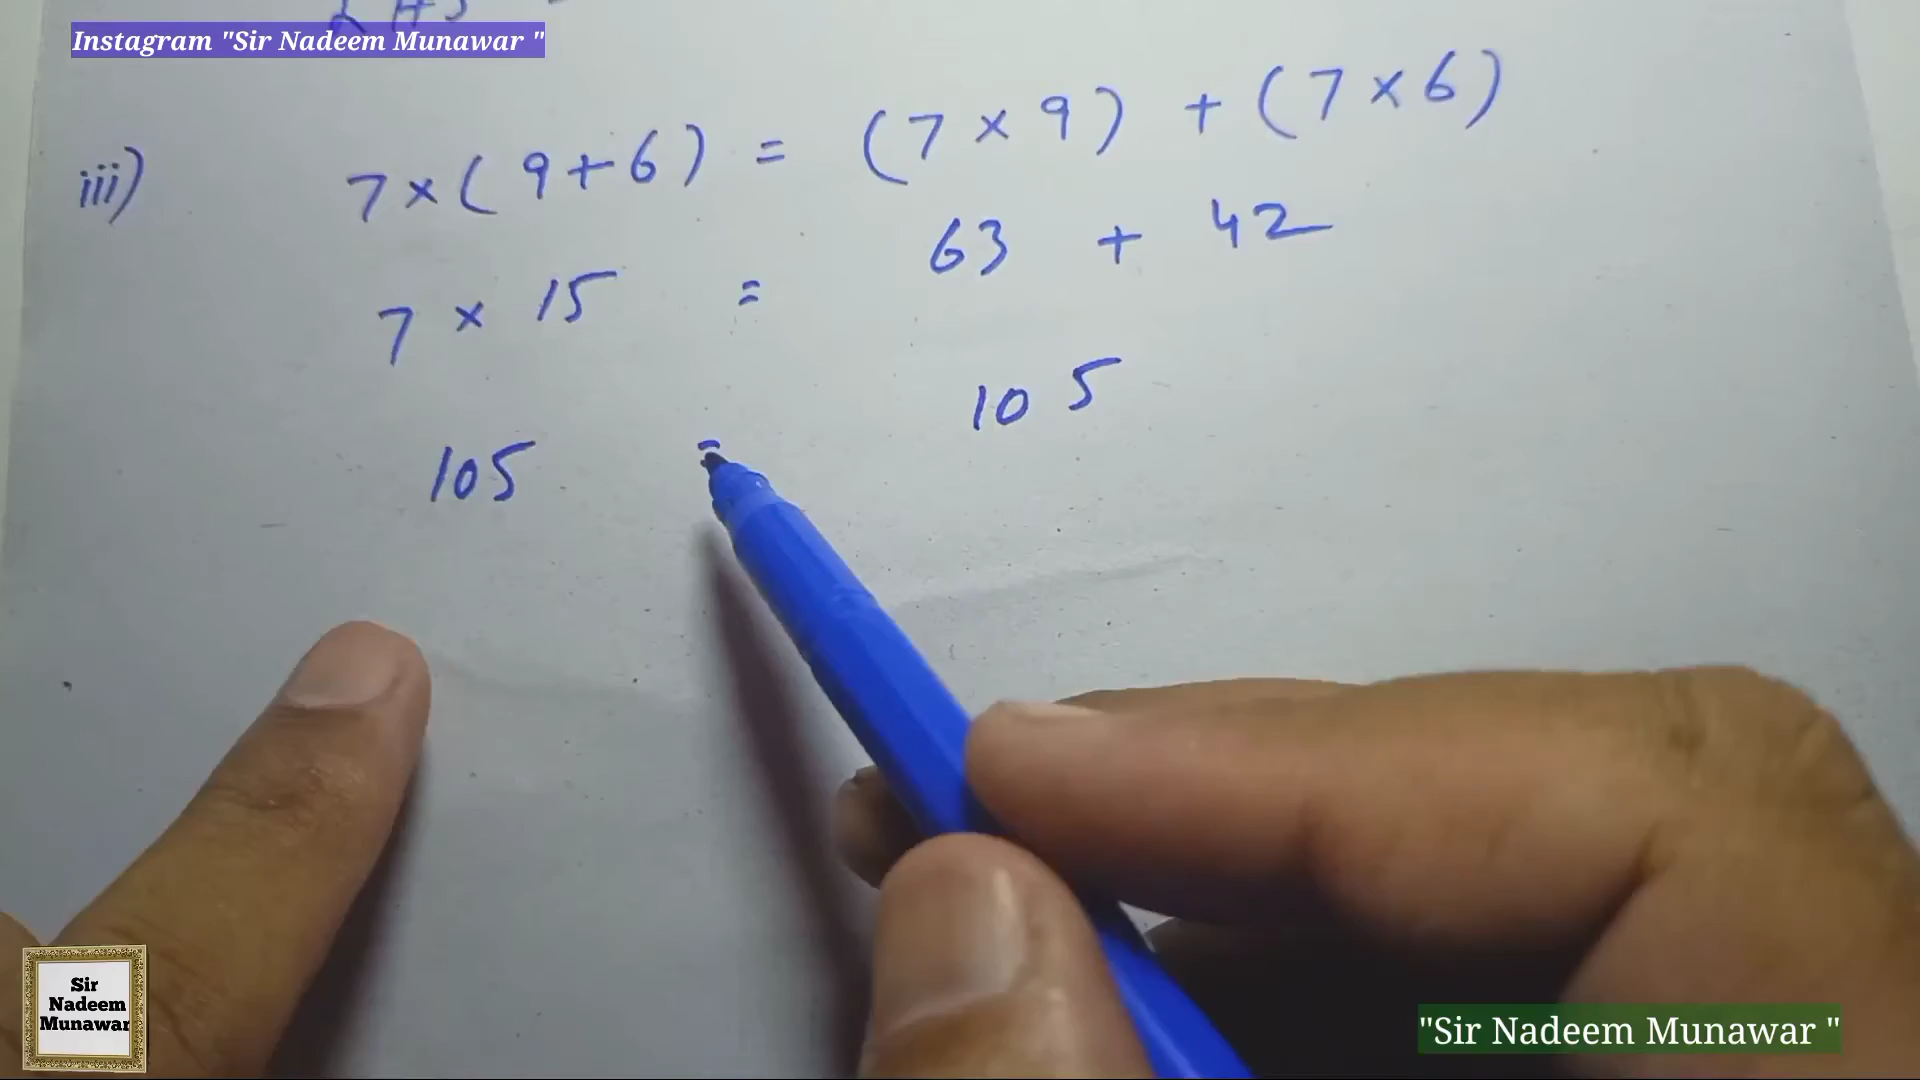 Instagram "Sir Nadeem Munawar "
iii) 7 × ( 9 + 6 ) = ( 7 × 9 ) + ( 7 × 6 )
7 × 15 = 63 + 42
105 = 105
Sir
Nadeem
Munawar
"Sir Nadeem Munawar "